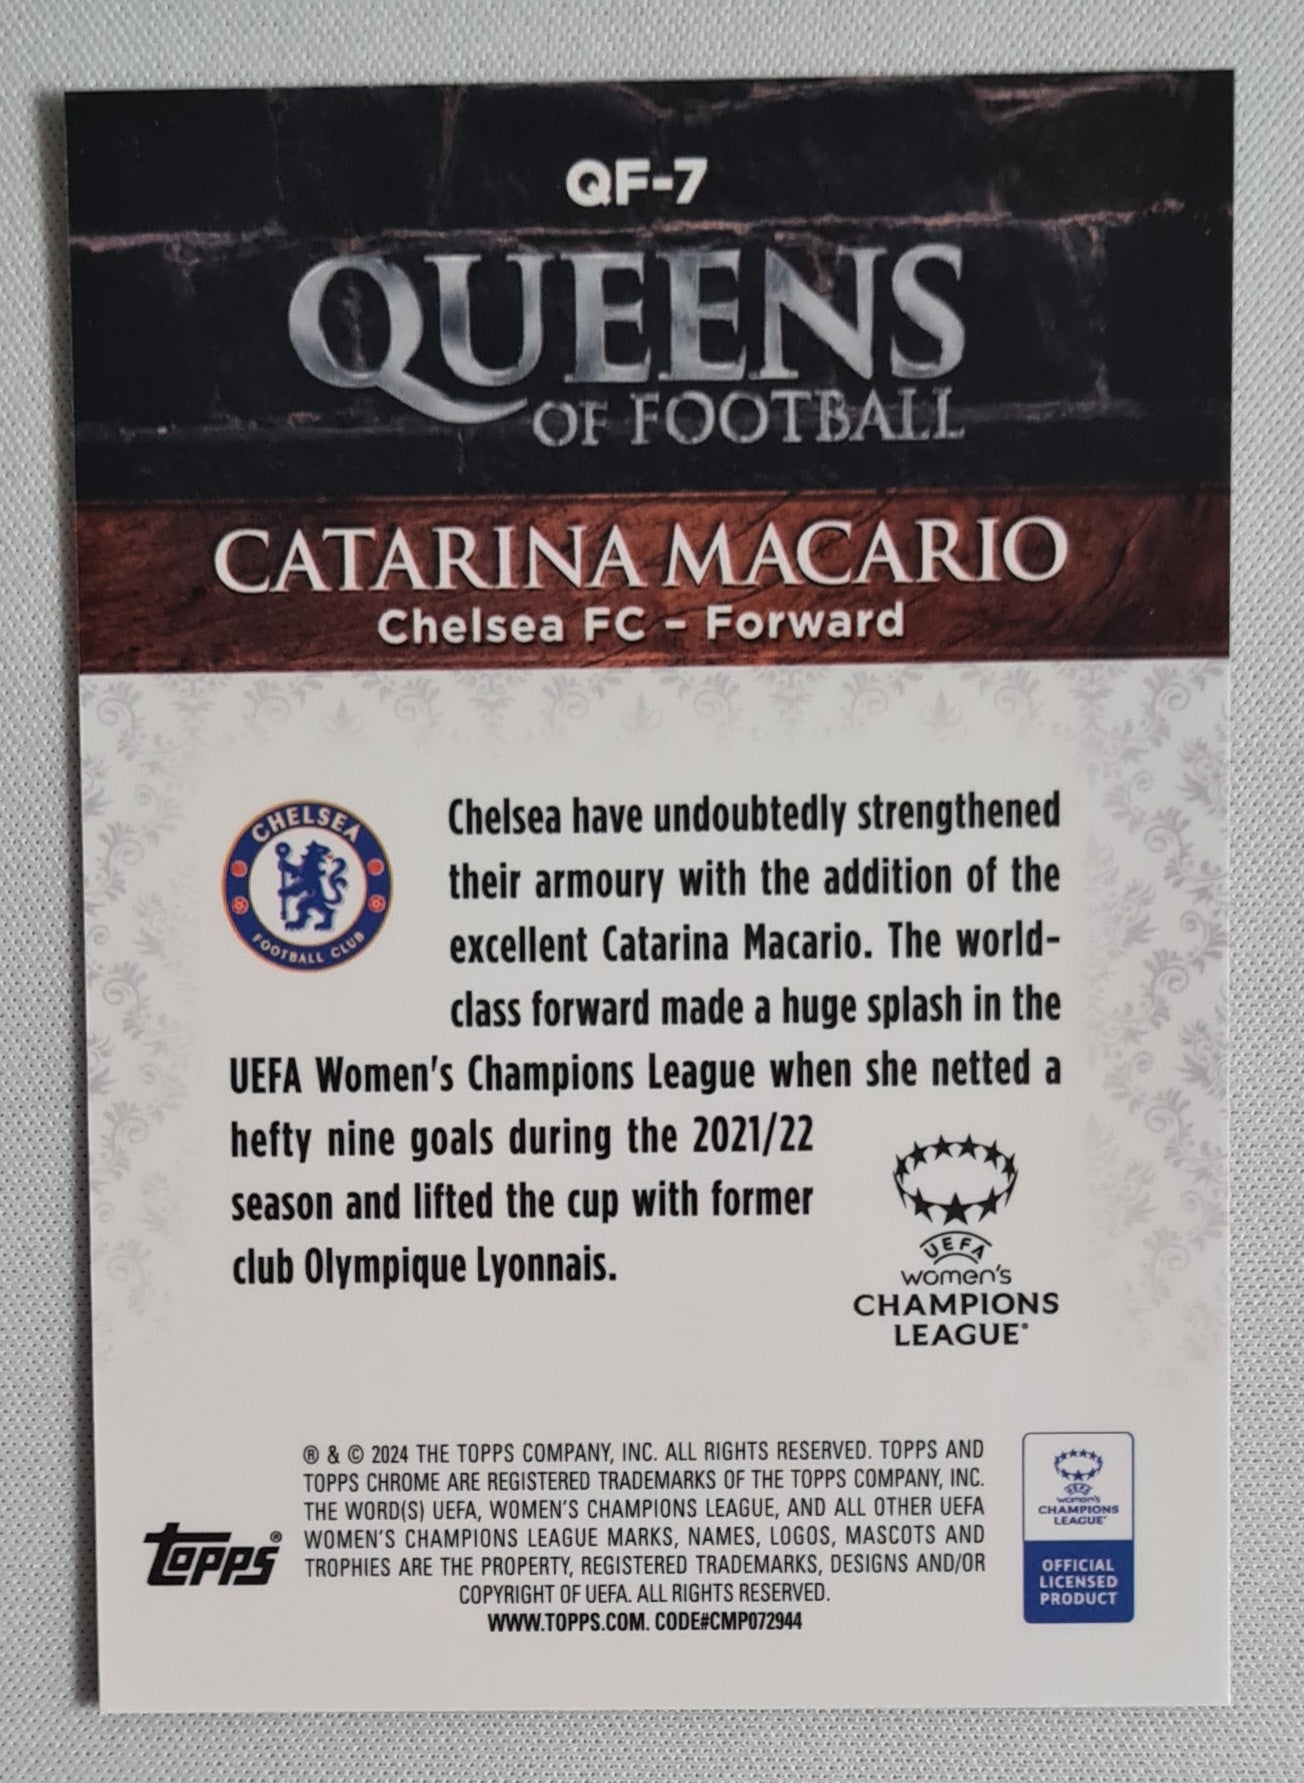 QF-7
QUEENS
OF FOOTBALL
CATARINA MACARIO
Chelsea FC - Forward
CHELSEA
FOOTBALL CLUB
Chelsea have undoubtedly strengthened
their armoury with the addition of the
excellent Catarina Macario. The world-
class forward made a huge splash in the
UEFA Women's Champions League when she netted a
hefty nine goals during the 2021/22
season and lifted the cup with former
club Olympique Lyonnais.
UEFA
women's
CHAMPIONS
LEAGUE®
® & © 2024 THE TOPPS COMPANY, INC. ALL RIGHTS RESERVED. TOPPS AND
TOPPS CHROME ARE REGISTERED TRADEMARKS OF THE TOPPS COMPANY, INC.
THE WORD(S) UEFA, WOMEN'S CHAMPIONS LEAGUE, AND ALL OTHER UEFA
WOMEN'S CHAMPIONS LEAGUE MARKS, NAMES, LOGOS, MASCOTS AND
TROPHIES ARE THE PROPERTY, REGISTERED TRADEMARKS, DESIGNS AND/OR
COPYRIGHT OF UEFA. ALL RIGHTS RESERVED.
WWW.TOPPS.COM. CODE#CMP072944
topps®
UEFA
women's
CHAMPIONS
LEAGUE®
OFFICIAL
LICENSED
PRODUCT